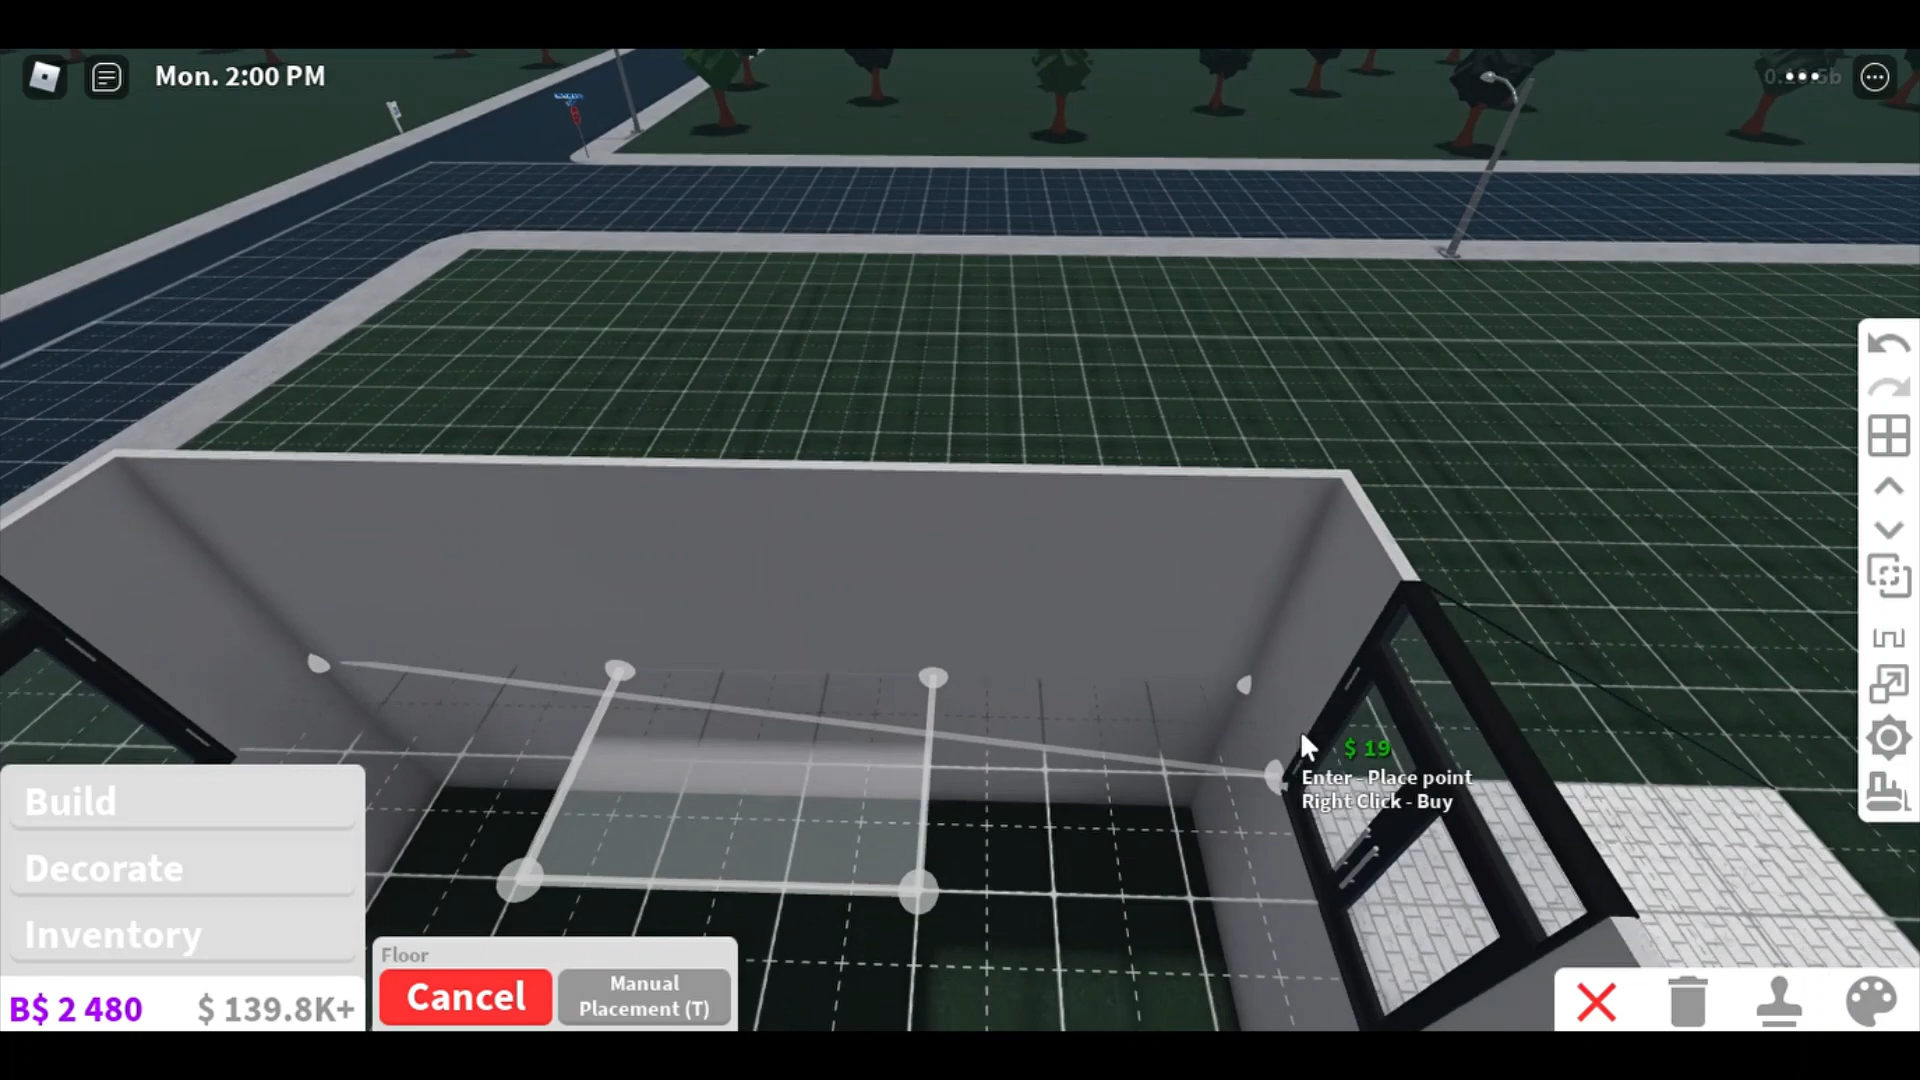 Mon. 2:00 PM
$ 19
Enter - Place point
Right Click - Buy
Build
Decorate
Inventory
B$ 2 480
$ 139.8K+
Floor
Cancel
Manual
Placement (T)